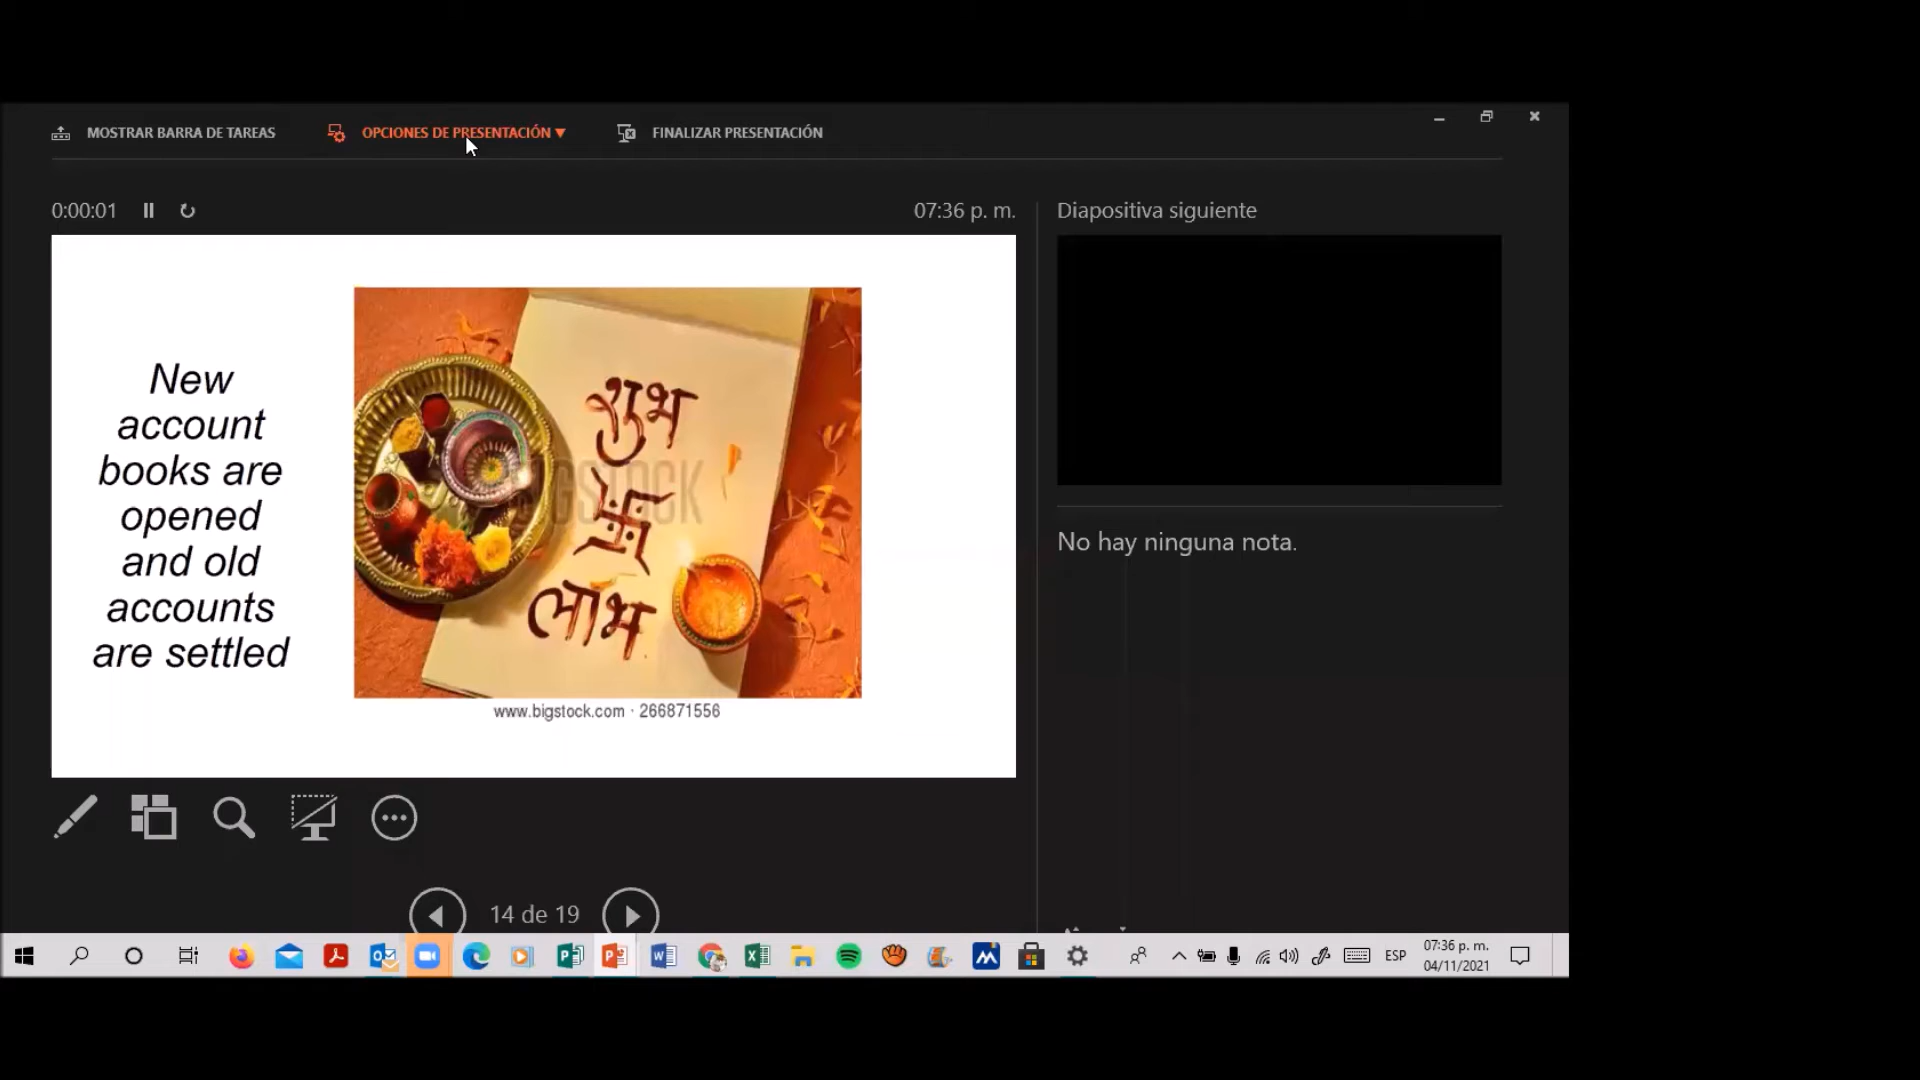 MOSTRAR BARRA DE TAREAS
OPCIONES DE PRESENTACIÓN ▼
FINALIZAR PRESENTACIÓN
0:00:01
07:36 p. m.
Diapositiva siguiente
New
account
books are
opened
and old
accounts
are settled
शुभ
BIGSTOCK
लाभ
www.bigstock.com · 266871556
No hay ninguna nota.
14 de 19
ESP
07:36 p. m.
04/11/2021